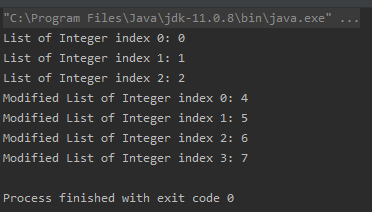 "C:\Program Files\Java\jdk-11.0.8\bin\java.exe" ...
List of Integer index 0: 0
List of Integer index 1: 1
List of Integer index 2: 2
Modified List of Integer index 0: 4
Modified List of Integer index 1: 5
Modified List of Integer index 2: 6
Modified List of Integer index 3: 7
Process finished with exit code 0